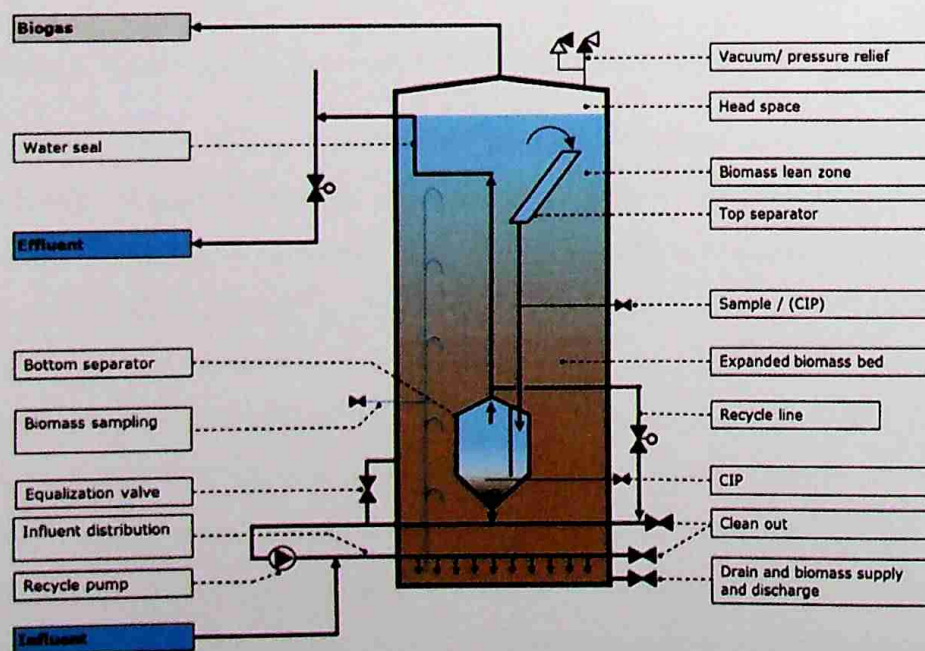 Biogas
Water seal
Effluent
Bottom separator
Biomass sampling
Equalization valve
Influent distribution
Recycle pump
Influent
Vacuum/ pressure relief
Head space
Biomass lean zone
Top separator
Sample / (CIP)
Expanded biomass bed
Recycle line
CIP
Clean out
Drain and biomass supply
and discharge